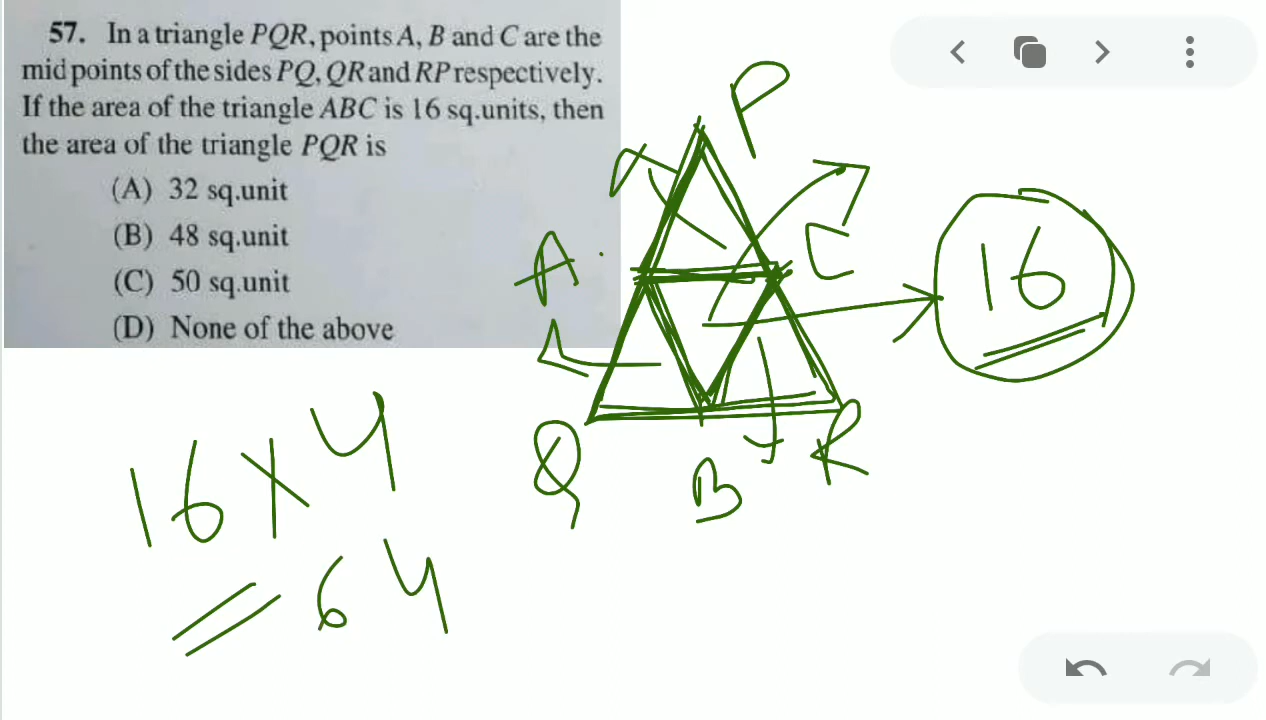 57. In a triangle PQR, points A, B and C are the
mid points of the sides PQ, QR and RP respectively.
If the area of the triangle ABC is 16 sq.units, then
the area of the triangle PQR is
(A) 32 sq.unit
(B) 48 sq.unit
(C) 50 sq.unit
(D) None of the above
P
A
C
16
Q
B
R
16 x 4
= 64